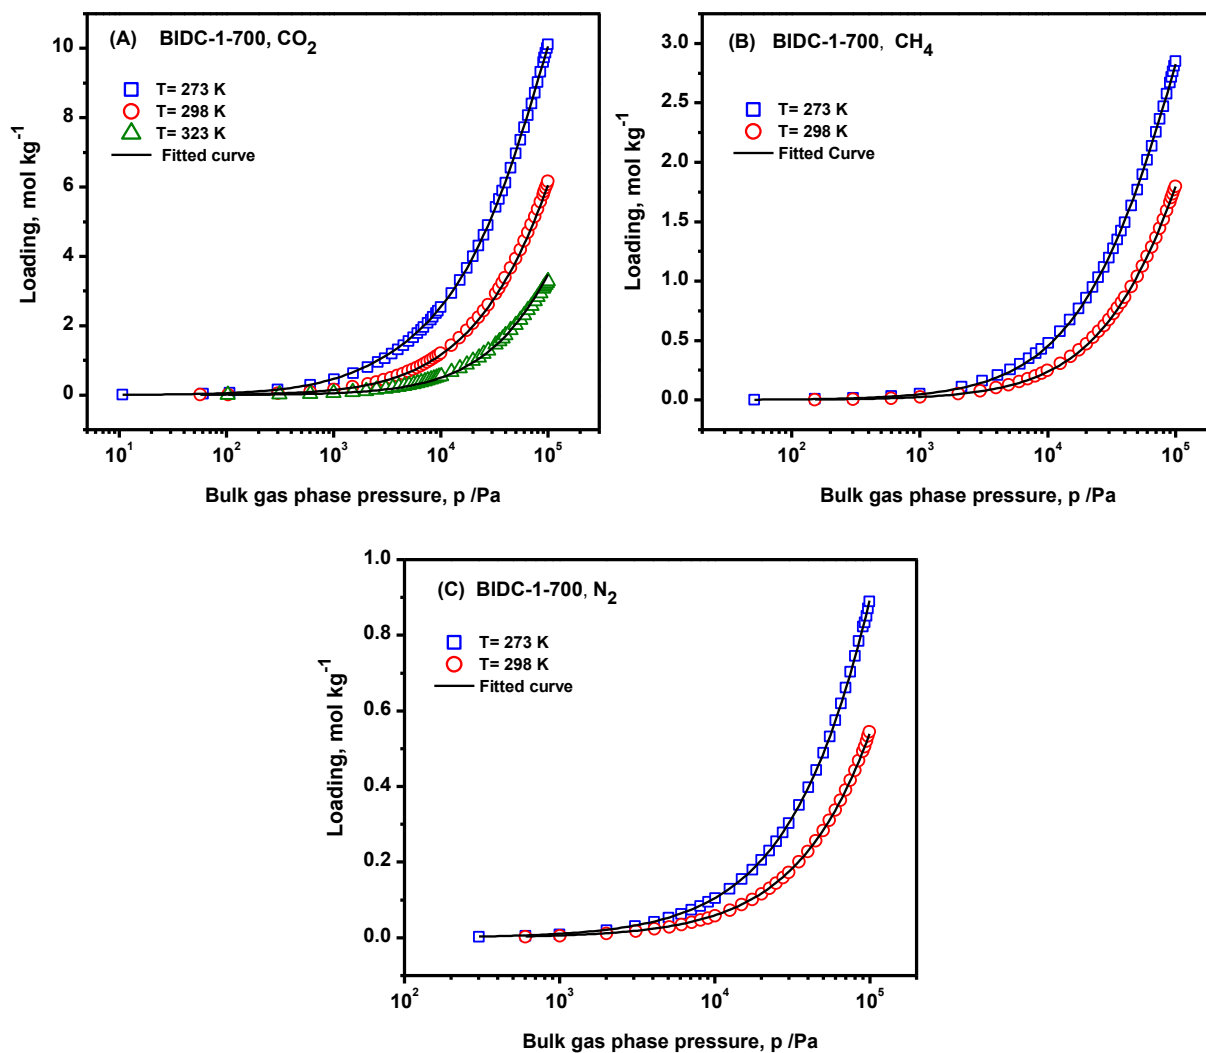 (A) BIDC-1-700, CO2
T= 273 K
T= 298 K
T= 323 K
Fitted curve
10
8
6
4
2
0
Loading, mol kg-1
10^1 10^2 10^3 10^4 10^5
Bulk gas phase pressure, p /Pa
(B) BIDC-1-700, CH4
T= 273 K
T= 298 K
Fitted Curve
3.0
2.5
2.0
1.5
1.0
0.5
0.0
Loading, mol kg-1
10^2 10^3 10^4 10^5
Bulk gas phase pressure, p /Pa
(C) BIDC-1-700, N2
T= 273 K
T= 298 K
Fitted curve
1.0
0.8
0.6
0.4
0.2
0.0
Loading, mol kg-1
10^2 10^3 10^4 10^5
Bulk gas phase pressure, p /Pa